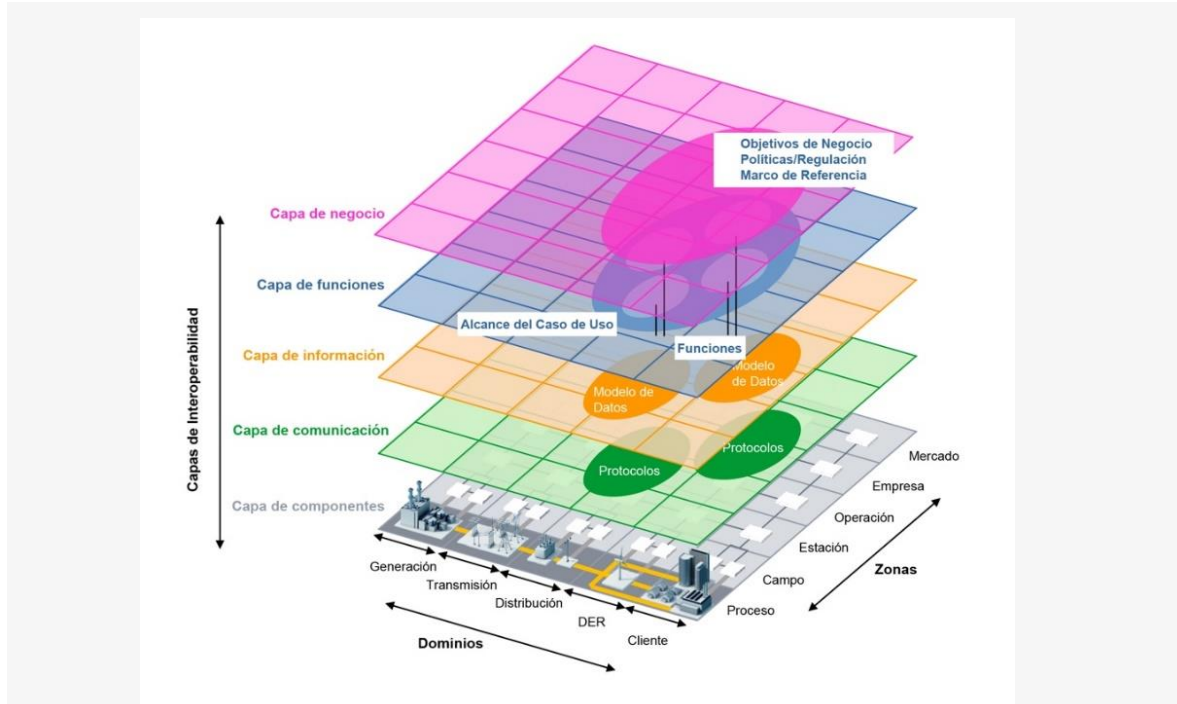 Objetivos de Negocio
Políticas/Regulación
Marco de Referencia
Capa de negocio
Capa de funciones
Alcance del Caso de Uso
Funciones
Capa de información
Modelo de
Datos
Modelo
de Datos
Capa de comunicación
Protocolos
Protocolos
Capa de componentes
Capas de Interoperabilidad
Mercado
Empresa
Operación
Estación
Campo
Proceso
Zonas
Generación
Transmisión
Distribución
DER
Cliente
Dominios